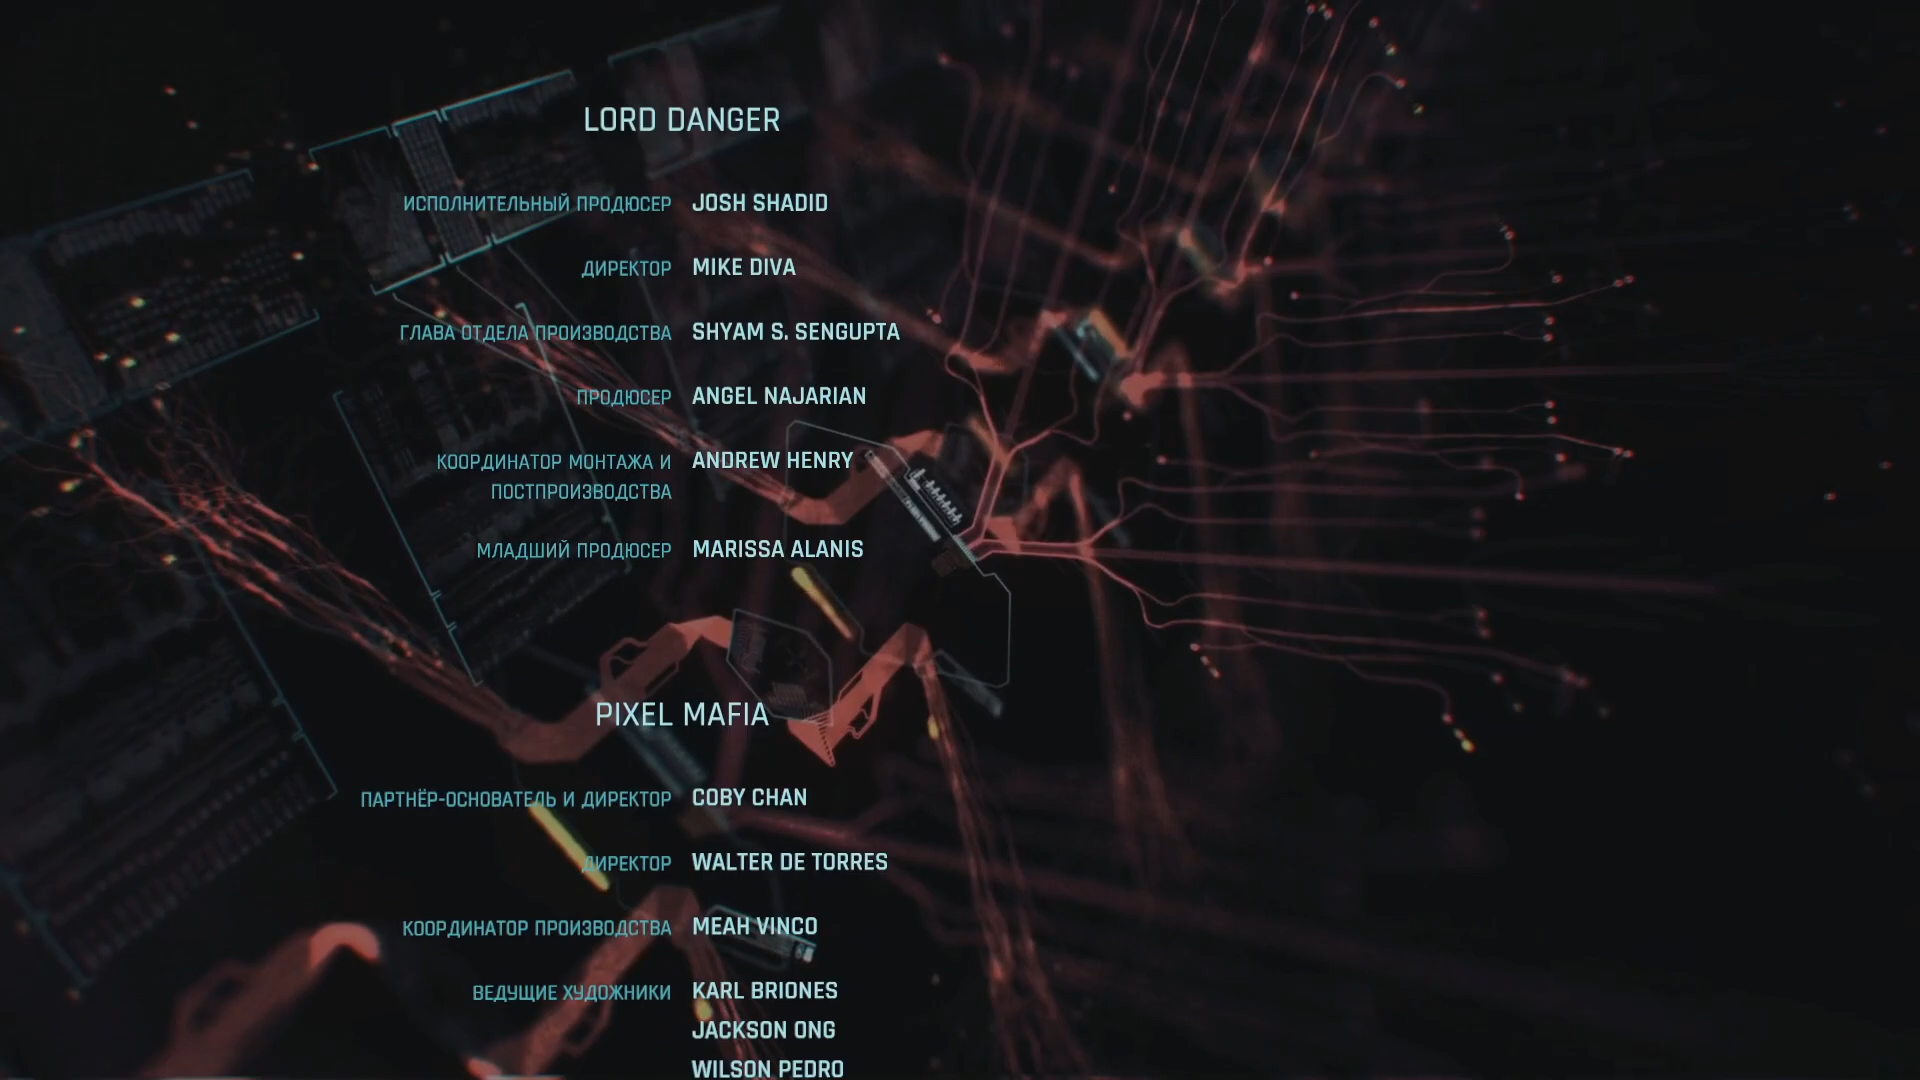 LORD DANGER
ИСПОЛНИТЕЛЬНЫЙ ПРОДЮСЕР JOSH SHADID
ДИРЕКТОР MIKE DIVA
ГЛАВА ОТДЕЛА ПРОИЗВОДСТВА SHYAM S. SENGUPTA
ПРОДЮСЕР ANGEL NAJARIAN
КООРДИНАТОР МОНТАЖА И ANDREW HENRY
ПОСТПРОИЗВОДСТВА
МЛАДШИЙ ПРОДЮСЕР MARISSA ALANIS
PIXEL MAFIA
ПАРТНЁР-ОСНОВАТЕЛЬ И ДИРЕКТОР COBY CHAN
ДИРЕКТОР WALTER DE TORRES
КООРДИНАТОР ПРОИЗВОДСТВА MEAH VINCO
ВЕДУЩИЕ ХУДОЖНИКИ KARL BRIONES
JACKSON ONG
WILSON PEDRO